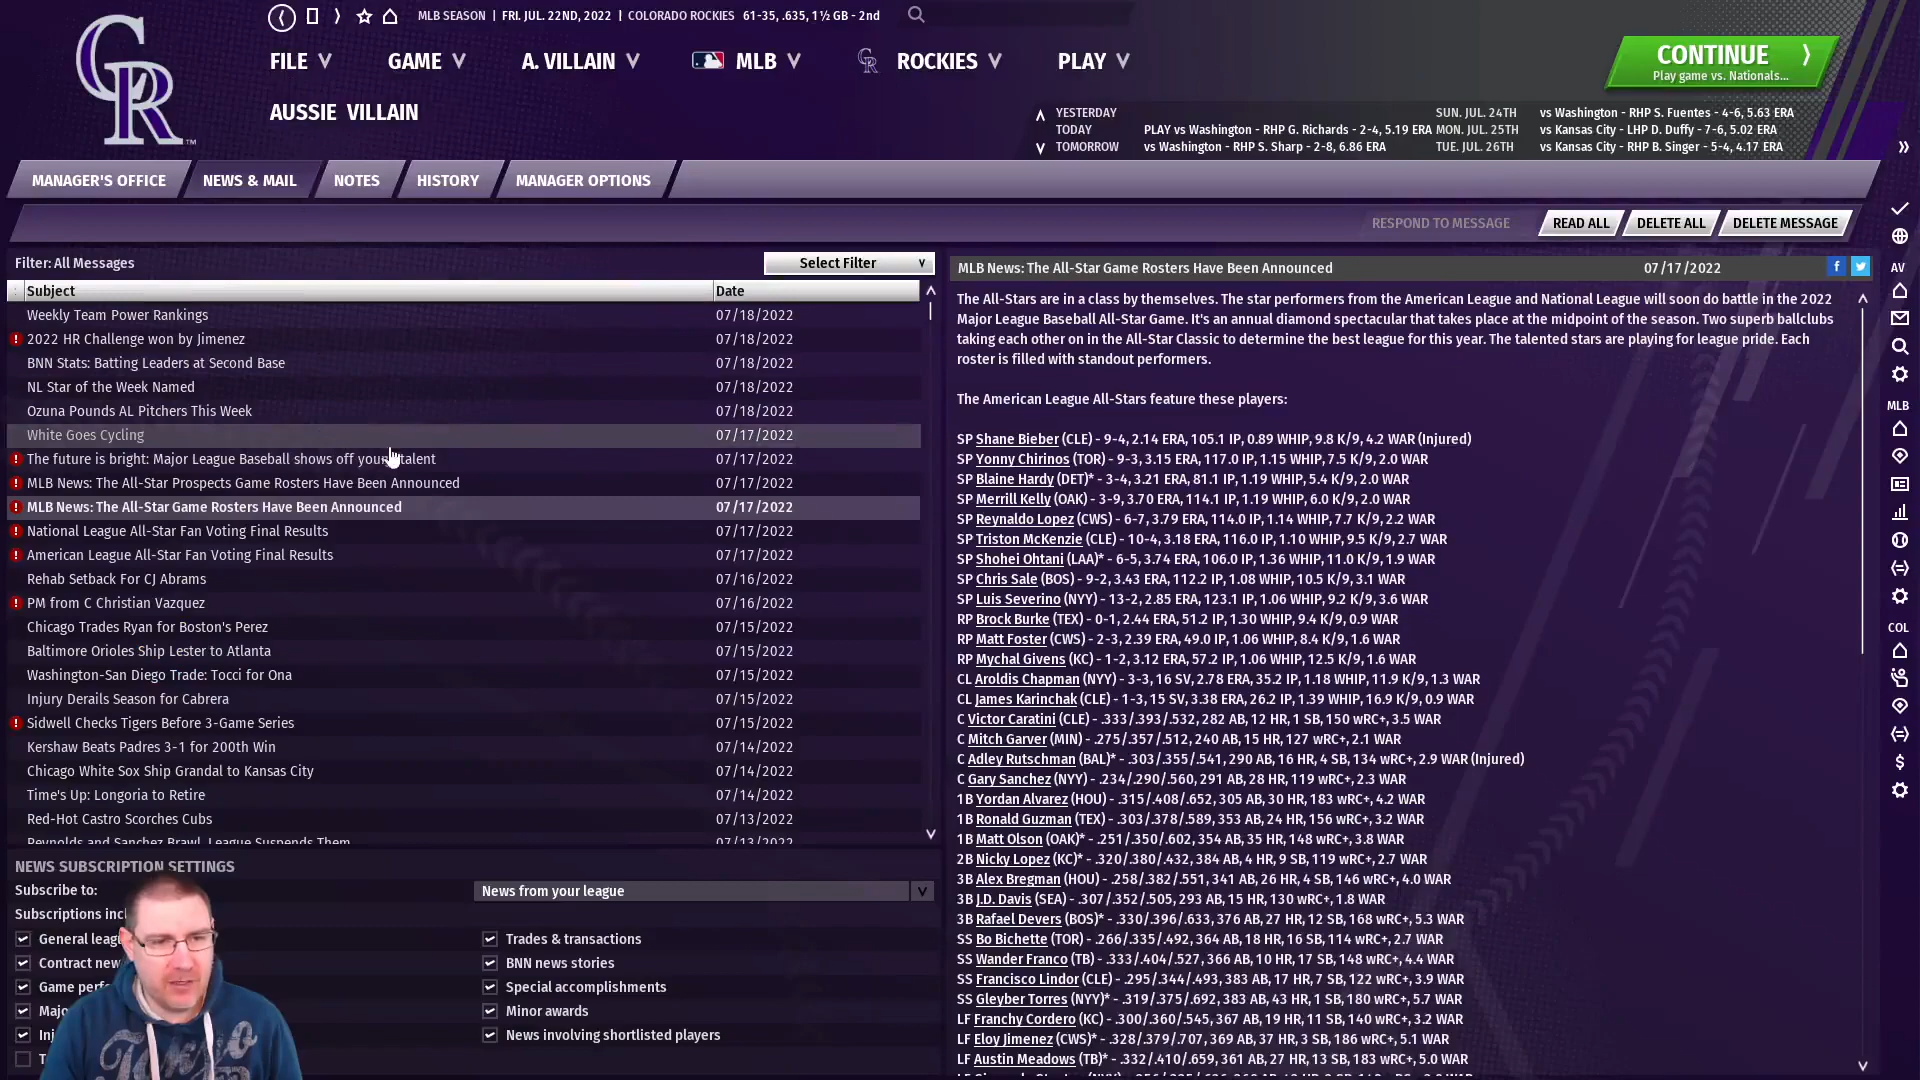 MLB SEASON | FRI. JUL. 22ND, 2022 | COLORADO ROCKIES 61-35, .635, 1½ GB - 2nd
FILE GAME A. VILLAIN MLB ROCKIES PLAY
CONTINUE
Play game vs. Nationals...
AUSSIE VILLAIN
YESTERDAY
TODAY PLAY vs Washington - RHP G. Richards - 2-4, 5.19 ERA
TOMORROW vs Washington - RHP S. Sharp - 2-8, 6.86 ERA
SUN. JUL. 24TH vs Washington - RHP S. Fuentes - 4-6, 5.63 ERA
MON. JUL. 25TH vs Kansas City - LHP D. Duffy - 7-6, 5.02 ERA
TUE. JUL. 26TH vs Kansas City - RHP B. Singer - 5-4, 4.17 ERA
MANAGER'S OFFICE NEWS & MAIL NOTES HISTORY MANAGER OPTIONS
RESPOND TO MESSAGE READ ALL DELETE ALL DELETE MESSAGE
Filter: All Messages Select Filter
Subject Date
Weekly Team Power Rankings 07/18/2022
2022 HR Challenge won by Jimenez 07/18/2022
BNN Stats: Batting Leaders at Second Base 07/18/2022
NL Star of the Week Named 07/18/2022
Ozuna Pounds AL Pitchers This Week 07/18/2022
White Goes Cycling 07/17/2022
The future is bright: Major League Baseball shows off young talent 07/17/2022
MLB News: The All-Star Prospects Game Rosters Have Been Announced 07/17/2022
MLB News: The All-Star Game Rosters Have Been Announced 07/17/2022
National League All-Star Fan Voting Final Results 07/17/2022
American League All-Star Fan Voting Final Results 07/17/2022
Rehab Setback For CJ Abrams 07/16/2022
PM from C Christian Vazquez 07/16/2022
Chicago Trades Ryan for Boston's Perez 07/15/2022
Baltimore Orioles Ship Lester to Atlanta 07/15/2022
Washington-San Diego Trade: Tocci for Ona 07/15/2022
Injury Derails Season for Cabrera 07/15/2022
Sidwell Checks Tigers Before 3-Game Series 07/15/2022
Kershaw Beats Padres 3-1 for 200th Win 07/14/2022
Chicago White Sox Ship Grandal to Kansas City 07/14/2022
Time's Up: Longoria to Retire 07/14/2022
Red-Hot Castro Scorches Cubs 07/13/2022
Reynolds and Sanchez Brawl, League Suspends Them 07/13/2022
NEWS SUBSCRIPTION SETTINGS
Subscribe to: News from your league
Subscriptions
General
Contract
Game
Trades & transactions
BNN news stories
Special accomplishments
Minor awards
News involving shortlisted players
MLB News: The All-Star Game Rosters Have Been Announced 07/17/2022
The All-Stars are in a class by themselves. The star performers from the American League and National League will soon do battle in the 2022
Major League Baseball All-Star Game. It's an annual diamond spectacular that takes place at the midpoint of the season. Two superb ballclubs
taking each other on in the All-Star Classic to determine the best league for this year. The talented stars are playing for league pride. Each
roster is filled with standout performers.
The American League All-Stars feature these players:
SP Shane Bieber (CLE) - 9-4, 2.14 ERA, 105.1 IP, 0.89 WHIP, 9.8 K/9, 4.2 WAR (Injured)
SP Yonny Chirinos (TOR) - 9-3, 3.15 ERA, 117.0 IP, 1.15 WHIP, 7.5 K/9, 2.0 WAR
SP Blaine Hardy (DET)* - 3-4, 3.21 ERA, 81.1 IP, 1.19 WHIP, 5.4 K/9, 2.0 WAR
SP Merrill Kelly (OAK) - 3-9, 3.70 ERA, 114.1 IP, 1.13 WHIP, 6.0 K/9, 2.0 WAR
SP Reynaldo Lopez (CWS) - 6-7, 3.79 ERA, 114.0 IP, 1.14 WHIP, 7.7 K/9, 2.2 WAR
SP Triston McKenzie (CLE) - 10-4, 3.18 ERA, 116.0 IP, 1.10 WHIP, 9.5 K/9, 2.7 WAR
SP Shohei Ohtani (LAA)* - 6-5, 3.74 ERA, 106.0 IP, 1.36 WHIP, 11.0 K/9, 1.9 WAR
SP Chris Sale (BOS) - 9-2, 3.43 ERA, 112.2 IP, 1.08 WHIP, 10.5 K/9, 3.1 WAR
SP Luis Severino (NYY) - 13-2, 2.85 ERA, 123.1 IP, 1.06 WHIP, 9.2 K/9, 3.6 WAR
RP Brock Burke (TEX) - 0-1, 2.44 ERA, 51.2 IP, 1.30 WHIP, 9.4 K/9, 0.9 WAR
RP Matt Foster (CWS) - 2-3, 2.39 ERA, 49.0 IP, 1.06 WHIP, 8.4 K/9, 1.6 WAR
RP Mychal Givens (KC) - 1-2, 3.12 ERA, 57.2 IP, 1.06 WHIP, 12.5 K/9, 1.6 WAR
CL Aroldis Chapman (NYY) - 3-3, 16 SV, 2.78 ERA, 35.2 IP, 1.18 WHIP, 11.9 K/9, 1.3 WAR
CL James Karinchak (CLE) - 1-3, 15 SV, 3.38 ERA, 26.2 IP, 1.39 WHIP, 16.9 K/9, 0.9 WAR
C Victor Caratini (CLE) - .333/.393/.532, 282 AB, 12 HR, 1 SB, 150 wRC+, 3.5 WAR
C Mitch Garver (MIN) - .275/.357/.512, 240 AB, 15 HR, 127 wRC+, 2.1 WAR
C Adley Rutschman (BAL)* - .303/.355/.541, 290 AB, 16 HR, 4 SB, 134 wRC+, 2.9 WAR (Injured)
C Gary Sanchez (NYY) - .234/.290/.560, 291 AB, 28 HR, 119 wRC+, 2.3 WAR
1B Yordan Alvarez (HOU) - .315/.408/.652, 305 AB, 30 HR, 183 wRC+, 4.2 WAR
1B Ronald Guzman (TEX) - .303/.378/.589, 353 AB, 24 HR, 156 wRC+, 3.2 WAR
1B Matt Olson (OAK)* - .251/.350/.602, 354 AB, 35 HR, 148 wRC+, 3.8 WAR
2B Nicky Lopez (KC)* - .320/.380/.432, 384 AB, 4 HR, 9 SB, 119 wRC+, 2.7 WAR
3B Alex Bregman (HOU) - .258/.382/.551, 341 AB, 26 HR, 4 SB, 146 wRC+, 4.0 WAR
3B J.D. Davis (SEA) - .307/.352/.505, 293 AB, 15 HR, 130 wRC+, 1.8 WAR
3B Rafael Devers (BOS)* - .330/.396/.633, 376 AB, 27 HR, 12 SB, 168 wRC+, 5.3 WAR
SS Bo Bichette (TOR) - .266/.335/.492, 364 AB, 18 HR, 16 SB, 114 wRC+, 2.7 WAR
SS Wander Franco (TB) - .333/.404/.527, 366 AB, 10 HR, 17 SB, 148 wRC+, 4.4 WAR
SS Francisco Lindor (CLE) - .295/.344/.493, 383 AB, 17 HR, 7 SB, 122 wRC+, 3.9 WAR
SS Gleyber Torres (NYY)* - .319/.375/.692, 383 AB, 43 HR, 1 SB, 180 wRC+, 5.7 WAR
LF Franchy Cordero (KC) - .300/.360/.545, 367 AB, 19 HR, 11 SB, 140 wRC+, 3.2 WAR
LF Eloy Jimenez (CWS)* - .328/.379/.707, 369 AB, 37 HR, 3 SB, 186 wRC+, 5.1 WAR
LF Austin Meadows (TB)* - .332/.410/.659, 361 AB, 27 HR, 13 SB, 183 wRC+, 5.0 WAR
AV
MLB
COL